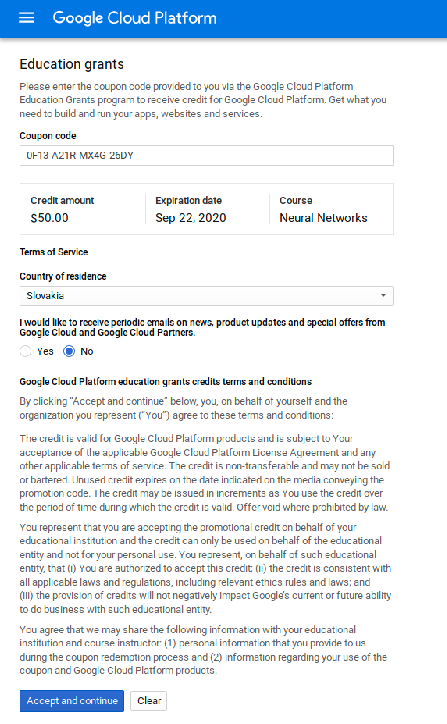 Google Cloud Platform
Education grants
Please enter the coupon code provided to you via the Google Cloud Platform
Education Grants program to receive credit for Google Cloud Platform. Get what you
need to build and run your apps, websites and services.
Coupon code
0F13-A21R-MX4G-26DY
Credit amount Expiration date Course
$50.00 Sep 22, 2020 Neural Networks
Terms of Service
Country of residence
Slovakia
I would like to receive periodic emails on news, product updates and special offers from
Google Cloud and Google Cloud Partners.
Yes No
Google Cloud Platform education grants credits terms and conditions
By clicking "Accept and continue" below, you, on behalf of yourself and the
organization you represent ("You") agree to these terms and conditions:
The credit is valid for Google Cloud Platform products and is subject to Your
acceptance of the applicable Google Cloud Platform License Agreement and any
other applicable terms of service. The credit is non-transferable and may not be sold
or bartered. Unused credit expires on the date indicated on the media conveying the
promotion code. The credit may be issued in increments as You use the credit over
the period of time during which the credit is valid. Offer void where prohibited by law.
You represent that you are accepting the promotional credit on behalf of your
educational institution and the credit can only be used on behalf of the educational
entity and not for your personal use. You represent, on behalf of such educational
entity, that (i) You are authorized to accept this credit; (ii) the credit is consistent with
all applicable laws and regulations, including relevant ethics rules and laws; and
(iii) the provision of credits will not negatively impact Google's current or future ability
to do business with such educational entity.
You agree that we may share the following information with your educational
institution and course instructor: (1) personal information that you provide to us
during the coupon redemption process and (2) information regarding your use of the
coupon and Google Cloud Platform products.
Accept and continue Clear